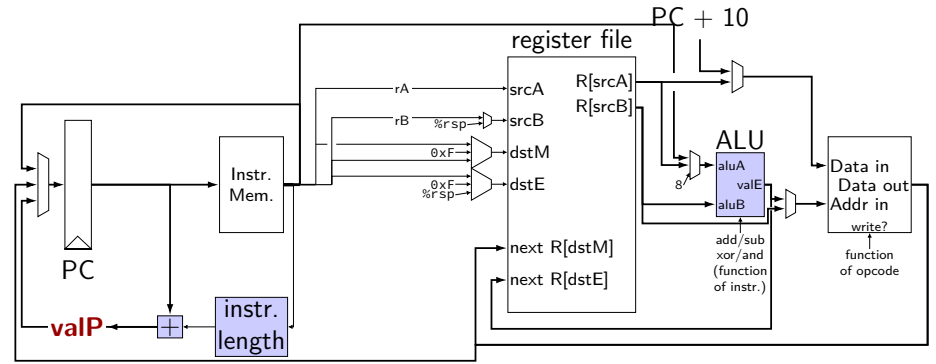 PC + 10
register file
rA
srcA
R[srcA]
R[srcB]
rB
%rsp
srcB
ALU
0xF
dstM
aluA
valE
aluB
8
Instr.
Mem.
0xF
%rsp
dstE
Data in
Data out
Addr in
write?
PC
next R[dstM]
next R[dstE]
add/sub
xor/and
(function
of instr.)
function
of opcode
valP
+
instr.
length